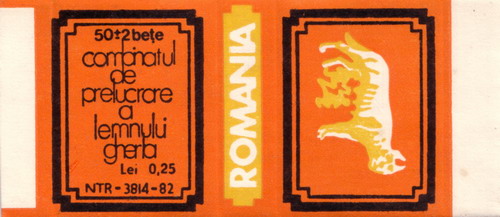 50±2 bețe
combinatul
de
prelucrare
a
lemnului
gherla
Lei 0,25
NTR-3814-82
ROMANIA